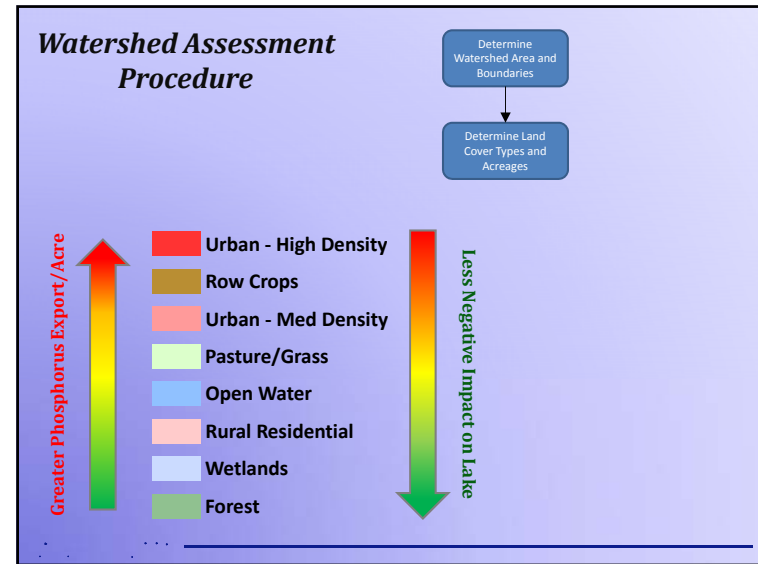 Watershed Assessment
Procedure
Determine
Watershed Area and
Boundaries
Determine Land
Cover Types and
Acreages
Greater Phosphorus Export/Acre
Urban - High Density
Row Crops
Urban - Med Density
Pasture/Grass
Open Water
Rural Residential
Wetlands
Forest
Less Negative Impact on Lake